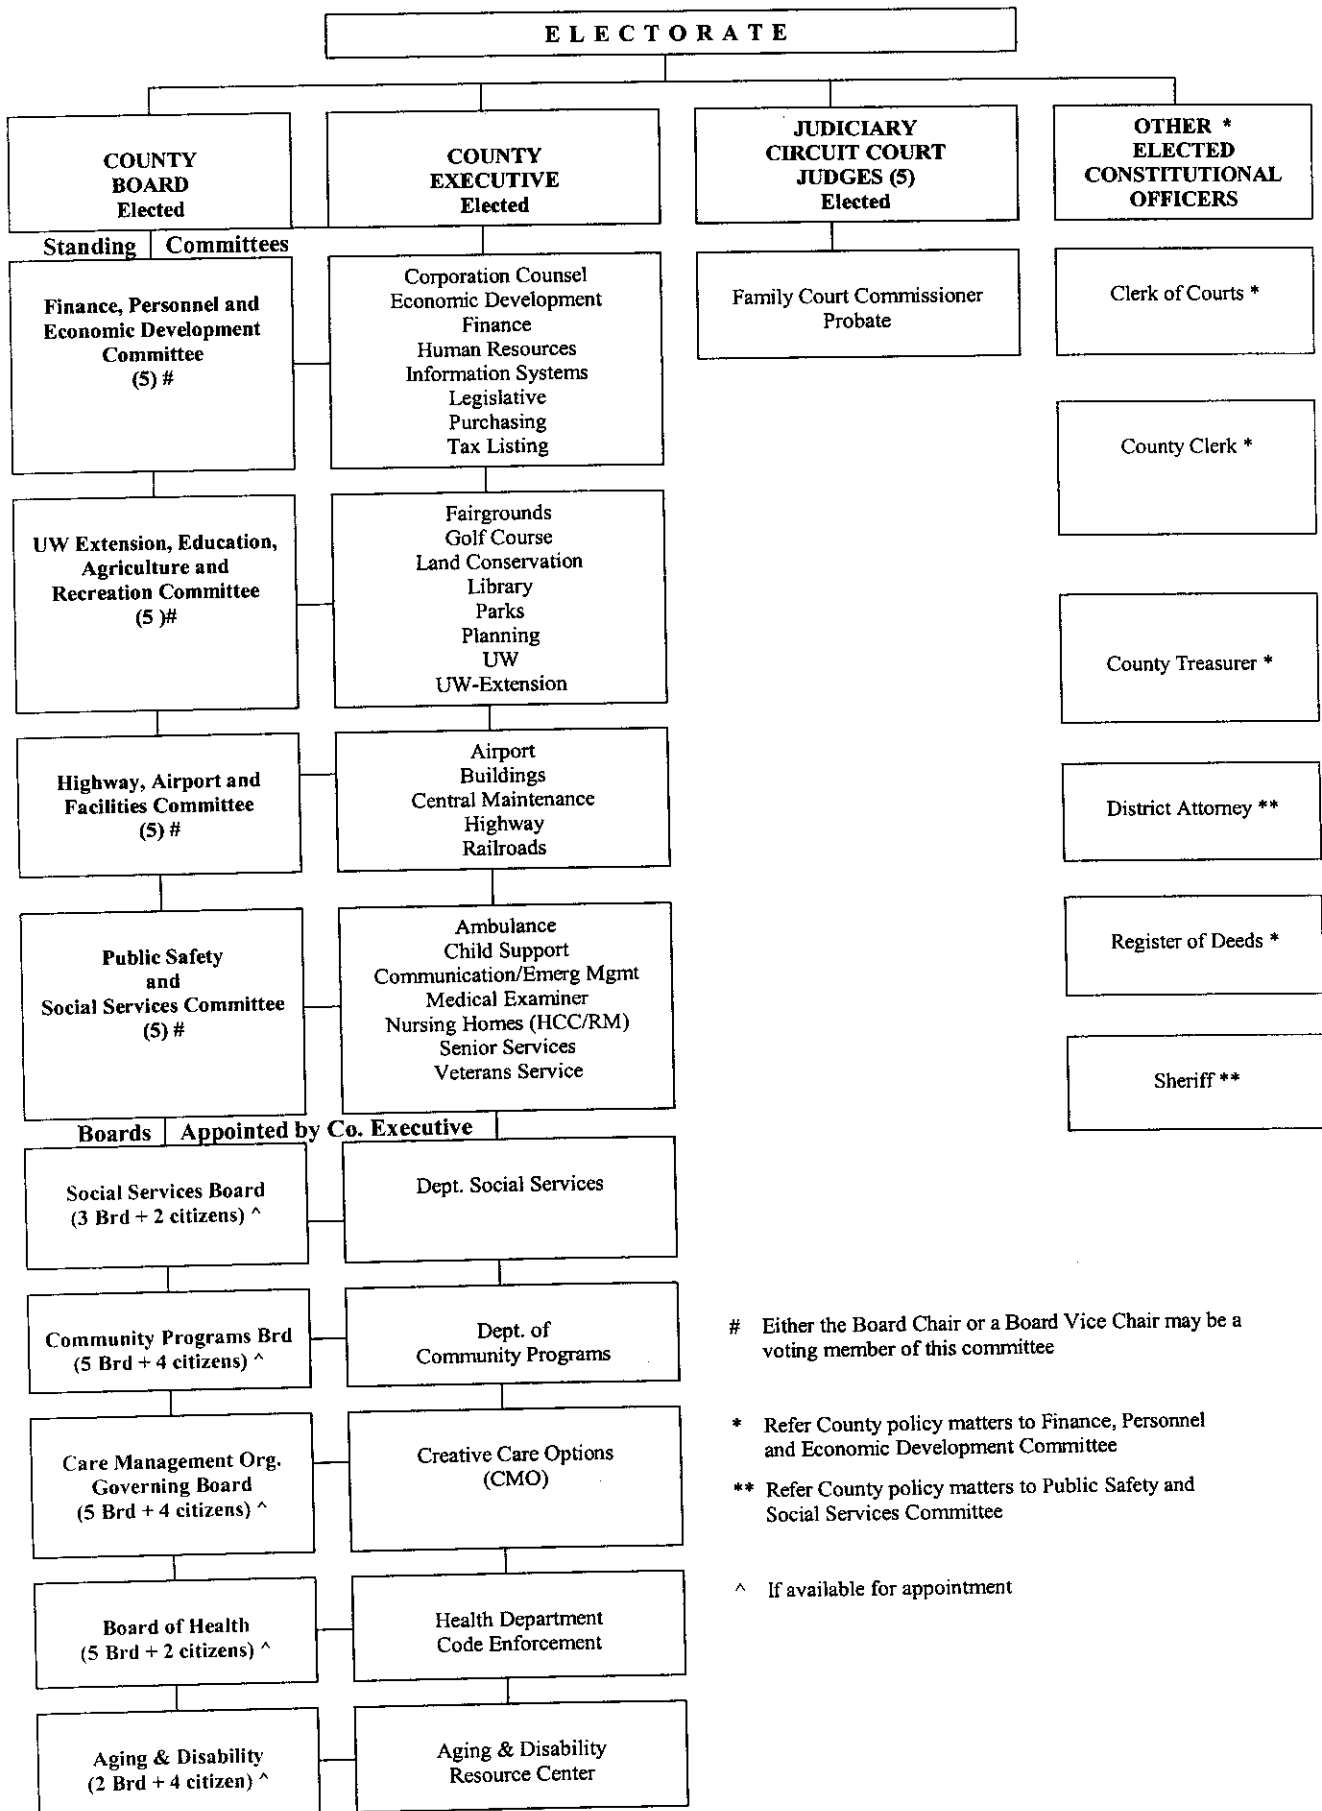 E L E C T O R A T E
COUNTY
BOARD
Elected
COUNTY
EXECUTIVE
Elected
JUDICIARY
CIRCUIT COURT
JUDGES (5)
Elected
OTHER *
ELECTED
CONSTITUTIONAL
OFFICERS
Standing Committees
Finance, Personnel and
Economic Development
Committee
(5) #
Corporation Counsel
Economic Development
Finance
Human Resources
Information Systems
Legislative
Purchasing
Tax Listing
Family Court Commissioner
Probate
Clerk of Courts *
County Clerk *
UW Extension, Education,
Agriculture and
Recreation Committee
(5 )#
Fairgrounds
Golf Course
Land Conservation
Library
Parks
Planning
UW
UW-Extension
County Treasurer *
Highway, Airport and
Facilities Committee
(5) #
Airport
Buildings
Central Maintenance
Highway
Railroads
District Attorney **
Public Safety
and
Social Services Committee
(5) #
Ambulance
Child Support
Communication/Emerg Mgmt
Medical Examiner
Nursing Homes (HCC/RM)
Senior Services
Veterans Service
Register of Deeds *
Sheriff **
Boards Appointed by Co. Executive
Social Services Board
(3 Brd + 2 citizens) ^
Dept. Social Services
Community Programs Brd
(5 Brd + 4 citizens) ^
Dept. of
Community Programs
Care Management Org.
Governing Board
(5 Brd + 4 citizens) ^
Creative Care Options
(CMO)
Board of Health
(5 Brd + 2 citizens) ^
Health Department
Code Enforcement
Aging & Disability
(2 Brd + 4 citizen) ^
Aging & Disability
Resource Center
# Either the Board Chair or a Board Vice Chair may be a
voting member of this committee
* Refer County policy matters to Finance, Personnel
and Economic Development Committee
** Refer County policy matters to Public Safety and
Social Services Committee
^ If available for appointment